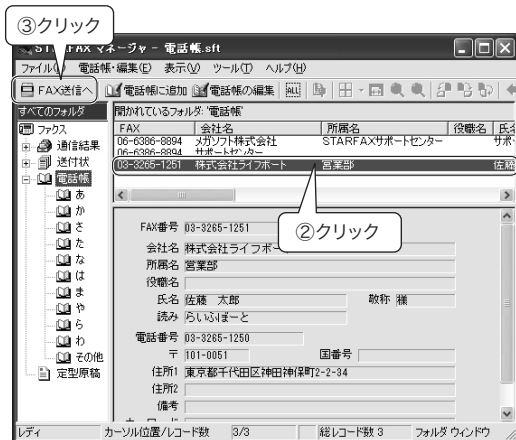 ③クリック
STARFAX マネージャ - 電話帳.sft
電話帳・編集(E) 表示(V) ツール(T) ヘルプ(H)
FAX送信へ 電話帳に追加 電話帳の編集 ALL
すべてのフォルダ
開かれているフォルダ: '電話帳'
FAX 会社名 所属名 役職名 氏名
06-6386-8894 メガソフト株式会社 STARFAXサポートセンター サポ
06-6386-8894 サポートセンター
03-3265-1251 株式会社ライフボート 営業部 佐藤
ファクス
通信結果
送付状
電話帳
あ
か
さ
た
な
は
ま
や
ら
わ
その他
定型原稿
②クリック
FAX番号 03-3265-1251
会社名 株式会社ライフボート
所属名 営業部
役職名
氏名 佐藤 太郎 敬称 様
読み らいふぼーと
電話番号 03-3265-1250
〒 101-0051 国番号
住所1 東京都千代田区神田神保町2-2-34
住所2
備考
レディ カーソル位置/レコード数 3/3 総レコード数 3 フォルダ ウィンドウ